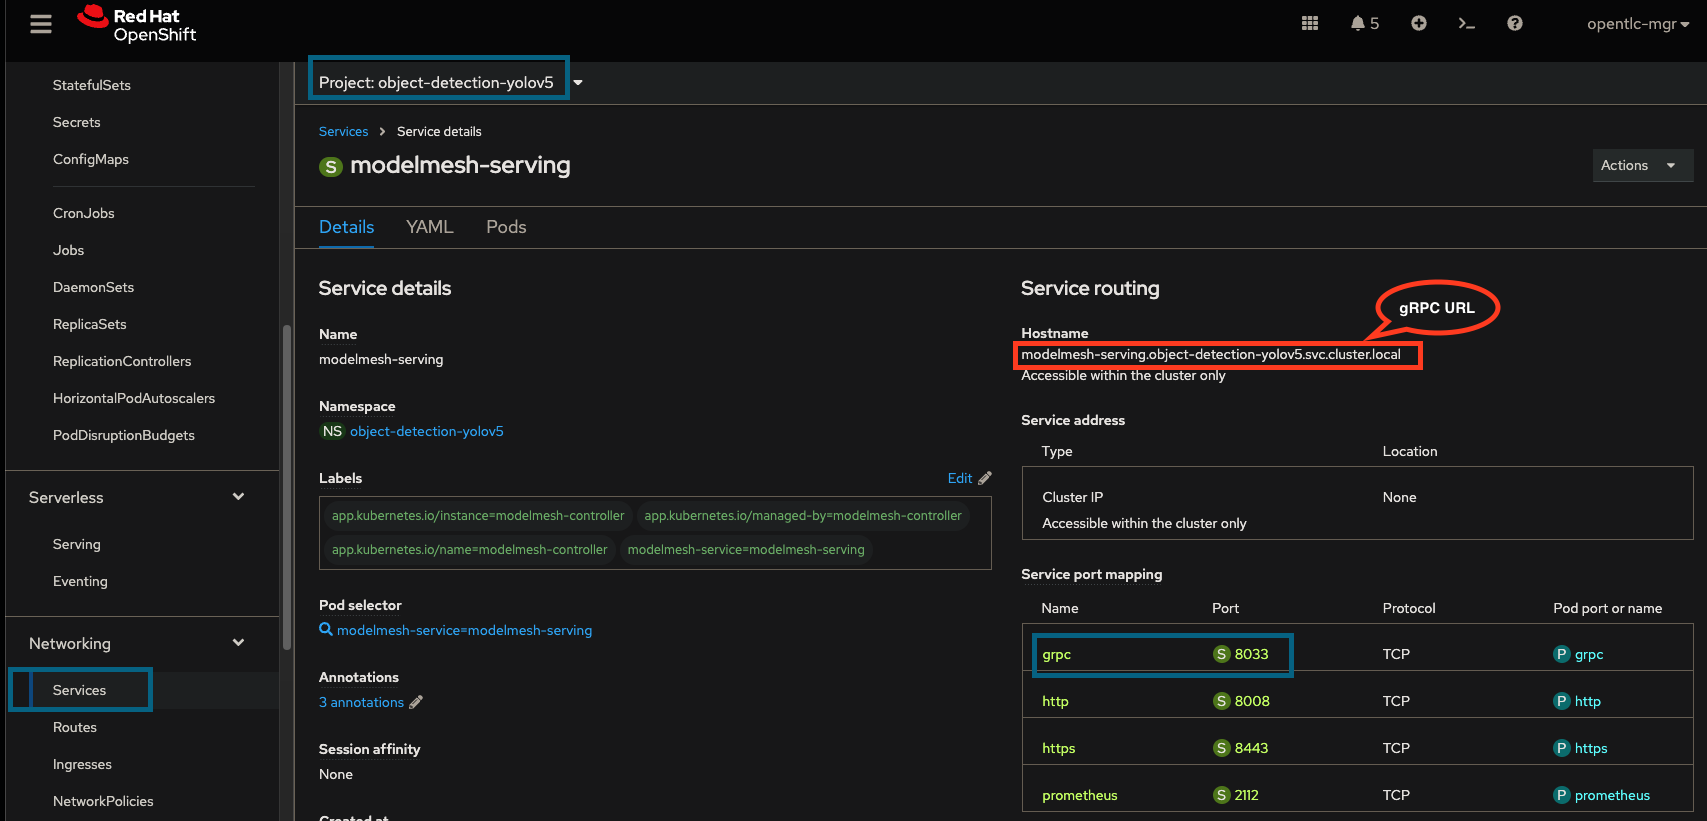 Red Hat
OpenShift
5
opentlc-mgr
StatefulSets
Secrets
ConfigMaps
CronJobs
Jobs
DaemonSets
ReplicaSets
ReplicationControllers
HorizontalPodAutoscalers
PodDisruptionBudgets
Serverless
Serving
Eventing
Networking
Services
Routes
Ingresses
NetworkPolicies
Project: object-detection-yolov5
Services > Service details
S modelmesh-serving
Actions
Details YAML Pods
Service details
Name
modelmesh-serving
Namespace
NS object-detection-yolov5
Labels Edit
app.kubernetes.io/instance=modelmesh-controller app.kubernetes.io/managed-by=modelmesh-controller
app.kubernetes.io/name=modelmesh-controller modelmesh-service=modelmesh-serving
Pod selector
modelmesh-service=modelmesh-serving
Annotations
3 annotations
Session affinity
None
Created at
Service routing
gRPC URL
Hostname
modelmesh-serving.object-detection-yolov5.svc.cluster.local
Accessible within the cluster only
Service address
Type Location
Cluster IP None
Accessible within the cluster only
Service port mapping
Name Port Protocol Pod port or name
grpc S 8033 TCP P grpc
http S 8008 TCP P http
https S 8443 TCP P https
prometheus S 2112 TCP P prometheus